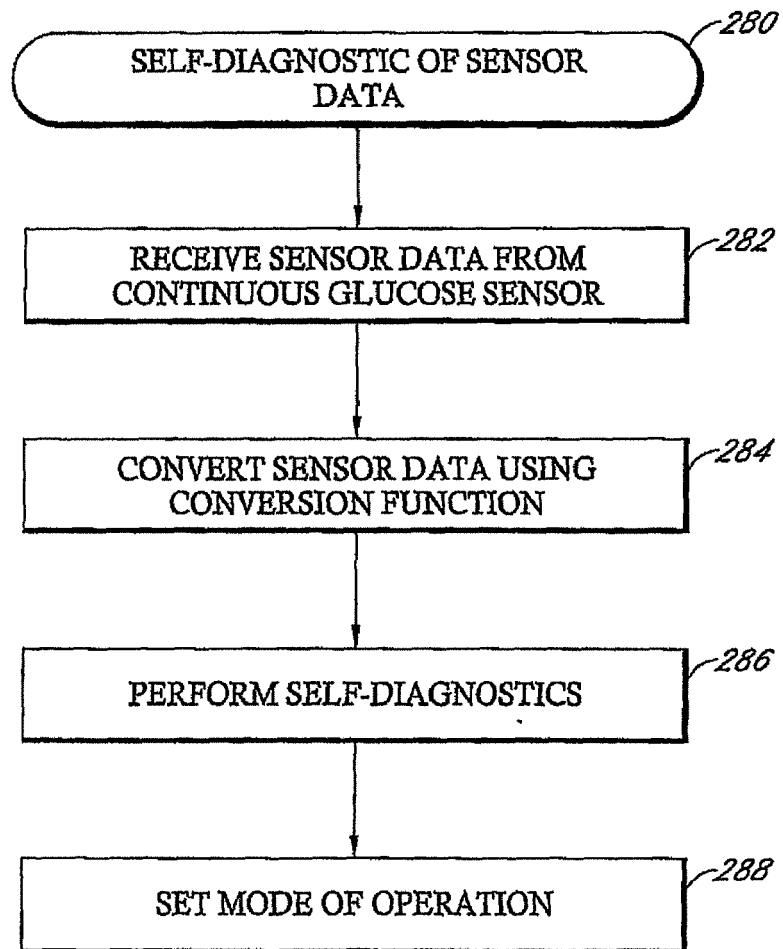 280
SELF-DIAGNOSTIC OF SENSOR
DATA
282
RECEIVE SENSOR DATA FROM
CONTINUOUS GLUCOSE SENSOR
284
CONVERT SENSOR DATA USING
CONVERSION FUNCTION
286
PERFORM SELF-DIAGNOSTICS
288
SET MODE OF OPERATION